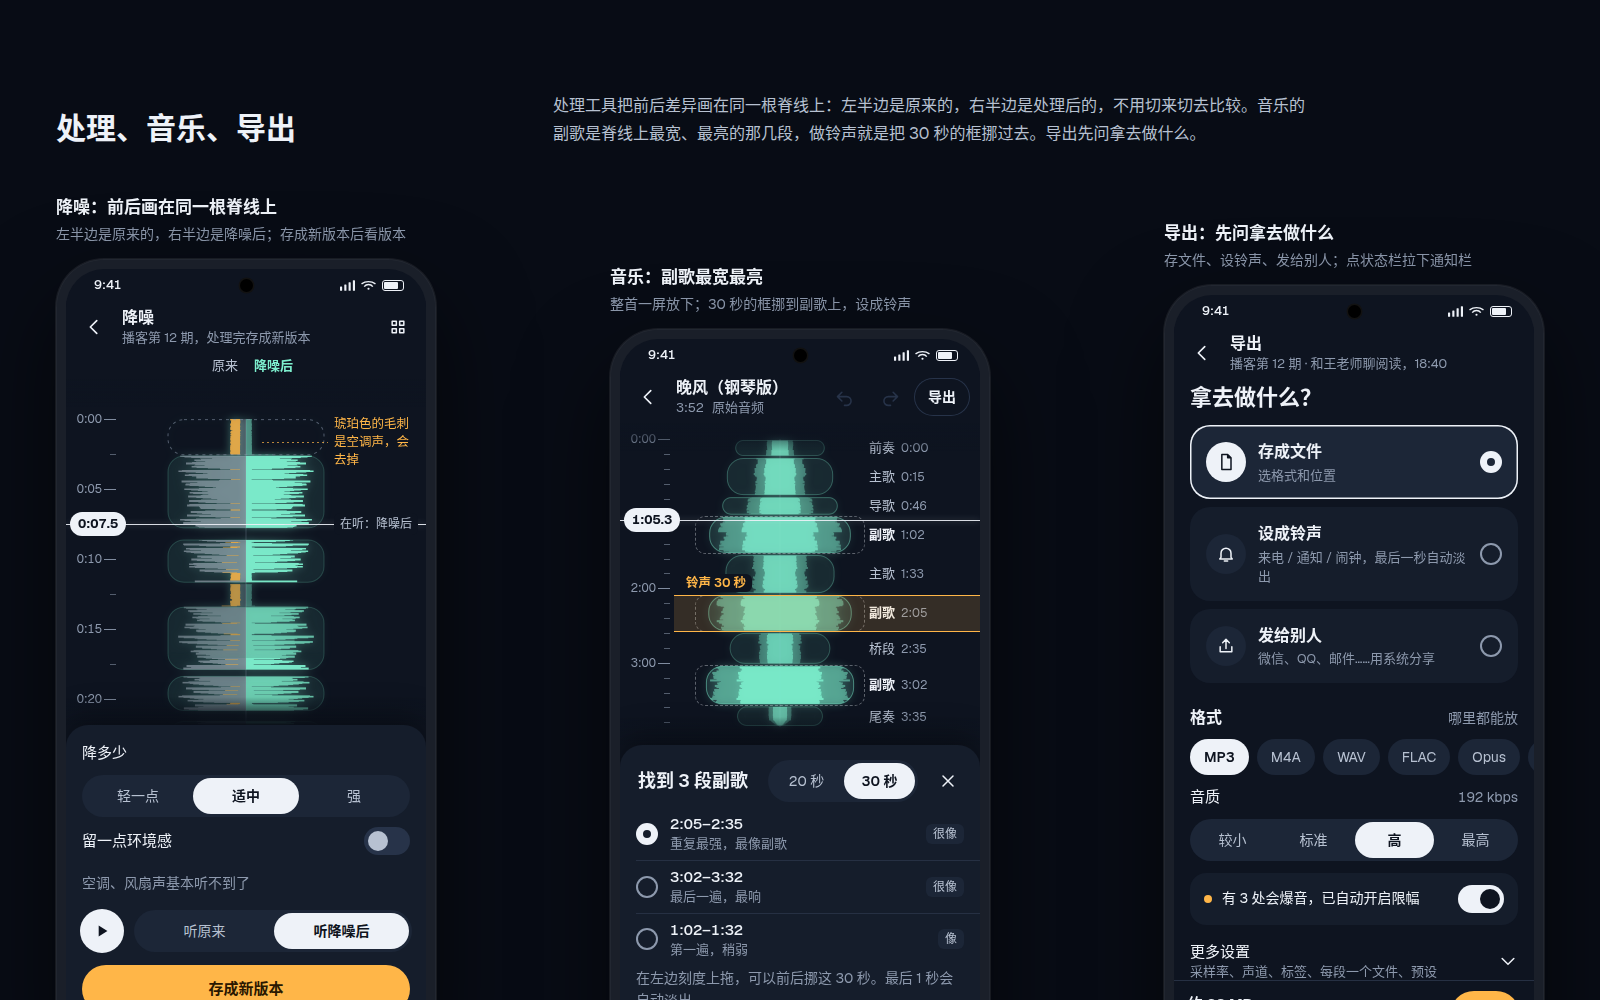 处理、音乐、导出
处理工具把前后差异画在同一根脊线上：左半边是原来的，右半边是处理后的，不用切来切去比较。音乐的
副歌是脊线上最宽、最亮的那几段，做铃声就是把 30 秒的框挪过去。导出先问拿去做什么。
降噪：前后画在同一根脊线上
左半边是原来的，右半边是降噪后；存成新版本后看版本
9:41
降噪
播客第 12 期，处理完存成新版本
原来 降噪后
0:00
琥珀色的毛刺
是空调声，会
去掉
0:05
0:07.5
在听：降噪后
0:10
0:15
0:20
降多少
轻一点 适中 强
留一点环境感
空调、风扇声基本听不到了
听原来 听降噪后
存成新版本
音乐：副歌最宽最亮
整首一屏放下；30 秒的框挪到副歌上，设成铃声
9:41
晚风（钢琴版）
3:52 原始音频
导出
0:00
前奏 0:00
主歌 0:15
导歌 0:46
1:05.3
副歌 1:02
主歌 1:33
铃声 30 秒
2:00
副歌 2:05
桥段 2:35
3:00
副歌 3:02
尾奏 3:35
找到 3 段副歌
20 秒 30 秒
2:05–2:35
重复最强，最像副歌
很像
3:02–3:32
最后一遍，最响
很像
1:02–1:32
第一遍，稍弱
像
在左边刻度上拖，可以前后挪这 30 秒。最后 1 秒会
自动淡出
导出：先问拿去做什么
存文件、设铃声、发给别人；点状态栏拉下通知栏
9:41
导出
播客第 12 期 · 和王老师聊阅读，18:40
拿去做什么？
存成文件
选格式和位置
设成铃声
来电 / 通知 / 闹钟，最后一秒自动淡
出
发给别人
微信、QQ、邮件……用系统分享
格式
哪里都能放
MP3 M4A WAV FLAC Opus
音质
192 kbps
较小 标准 高 最高
有 3 处会爆音，已自动开启限幅
更多设置
采样率、声道、标签、每段一个文件、预设